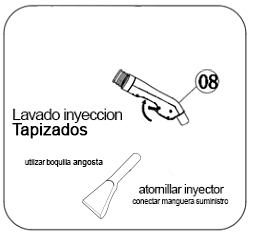 08
Lavado inyeccion
Tapizados
utilizar boquilla angosta
atornillar inyector
conectar manguera suministro